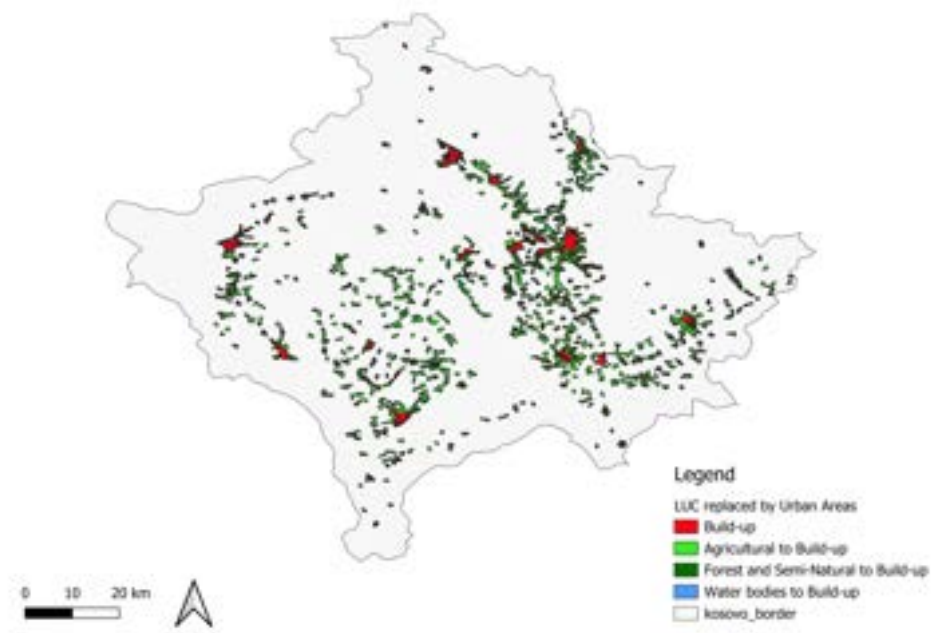 Legend
LUC replaced by Urban Areas
Build-up
Agricultural to Build-up
Forest and Semi-Natural to Build-up
Water bodies to Build-up
kosovo_border
0 10 20 km